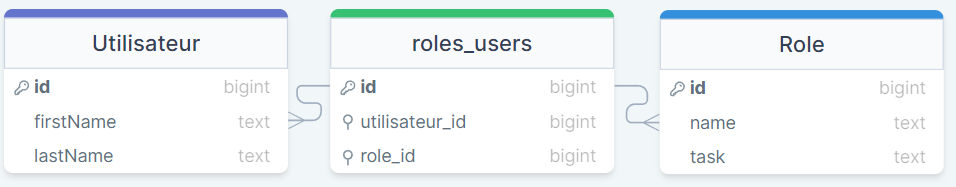 Utilisateur
id bigint
firstName text
lastName text
roles_users
id bigint
utilisateur_id bigint
role_id bigint
Role
id bigint
name text
task text